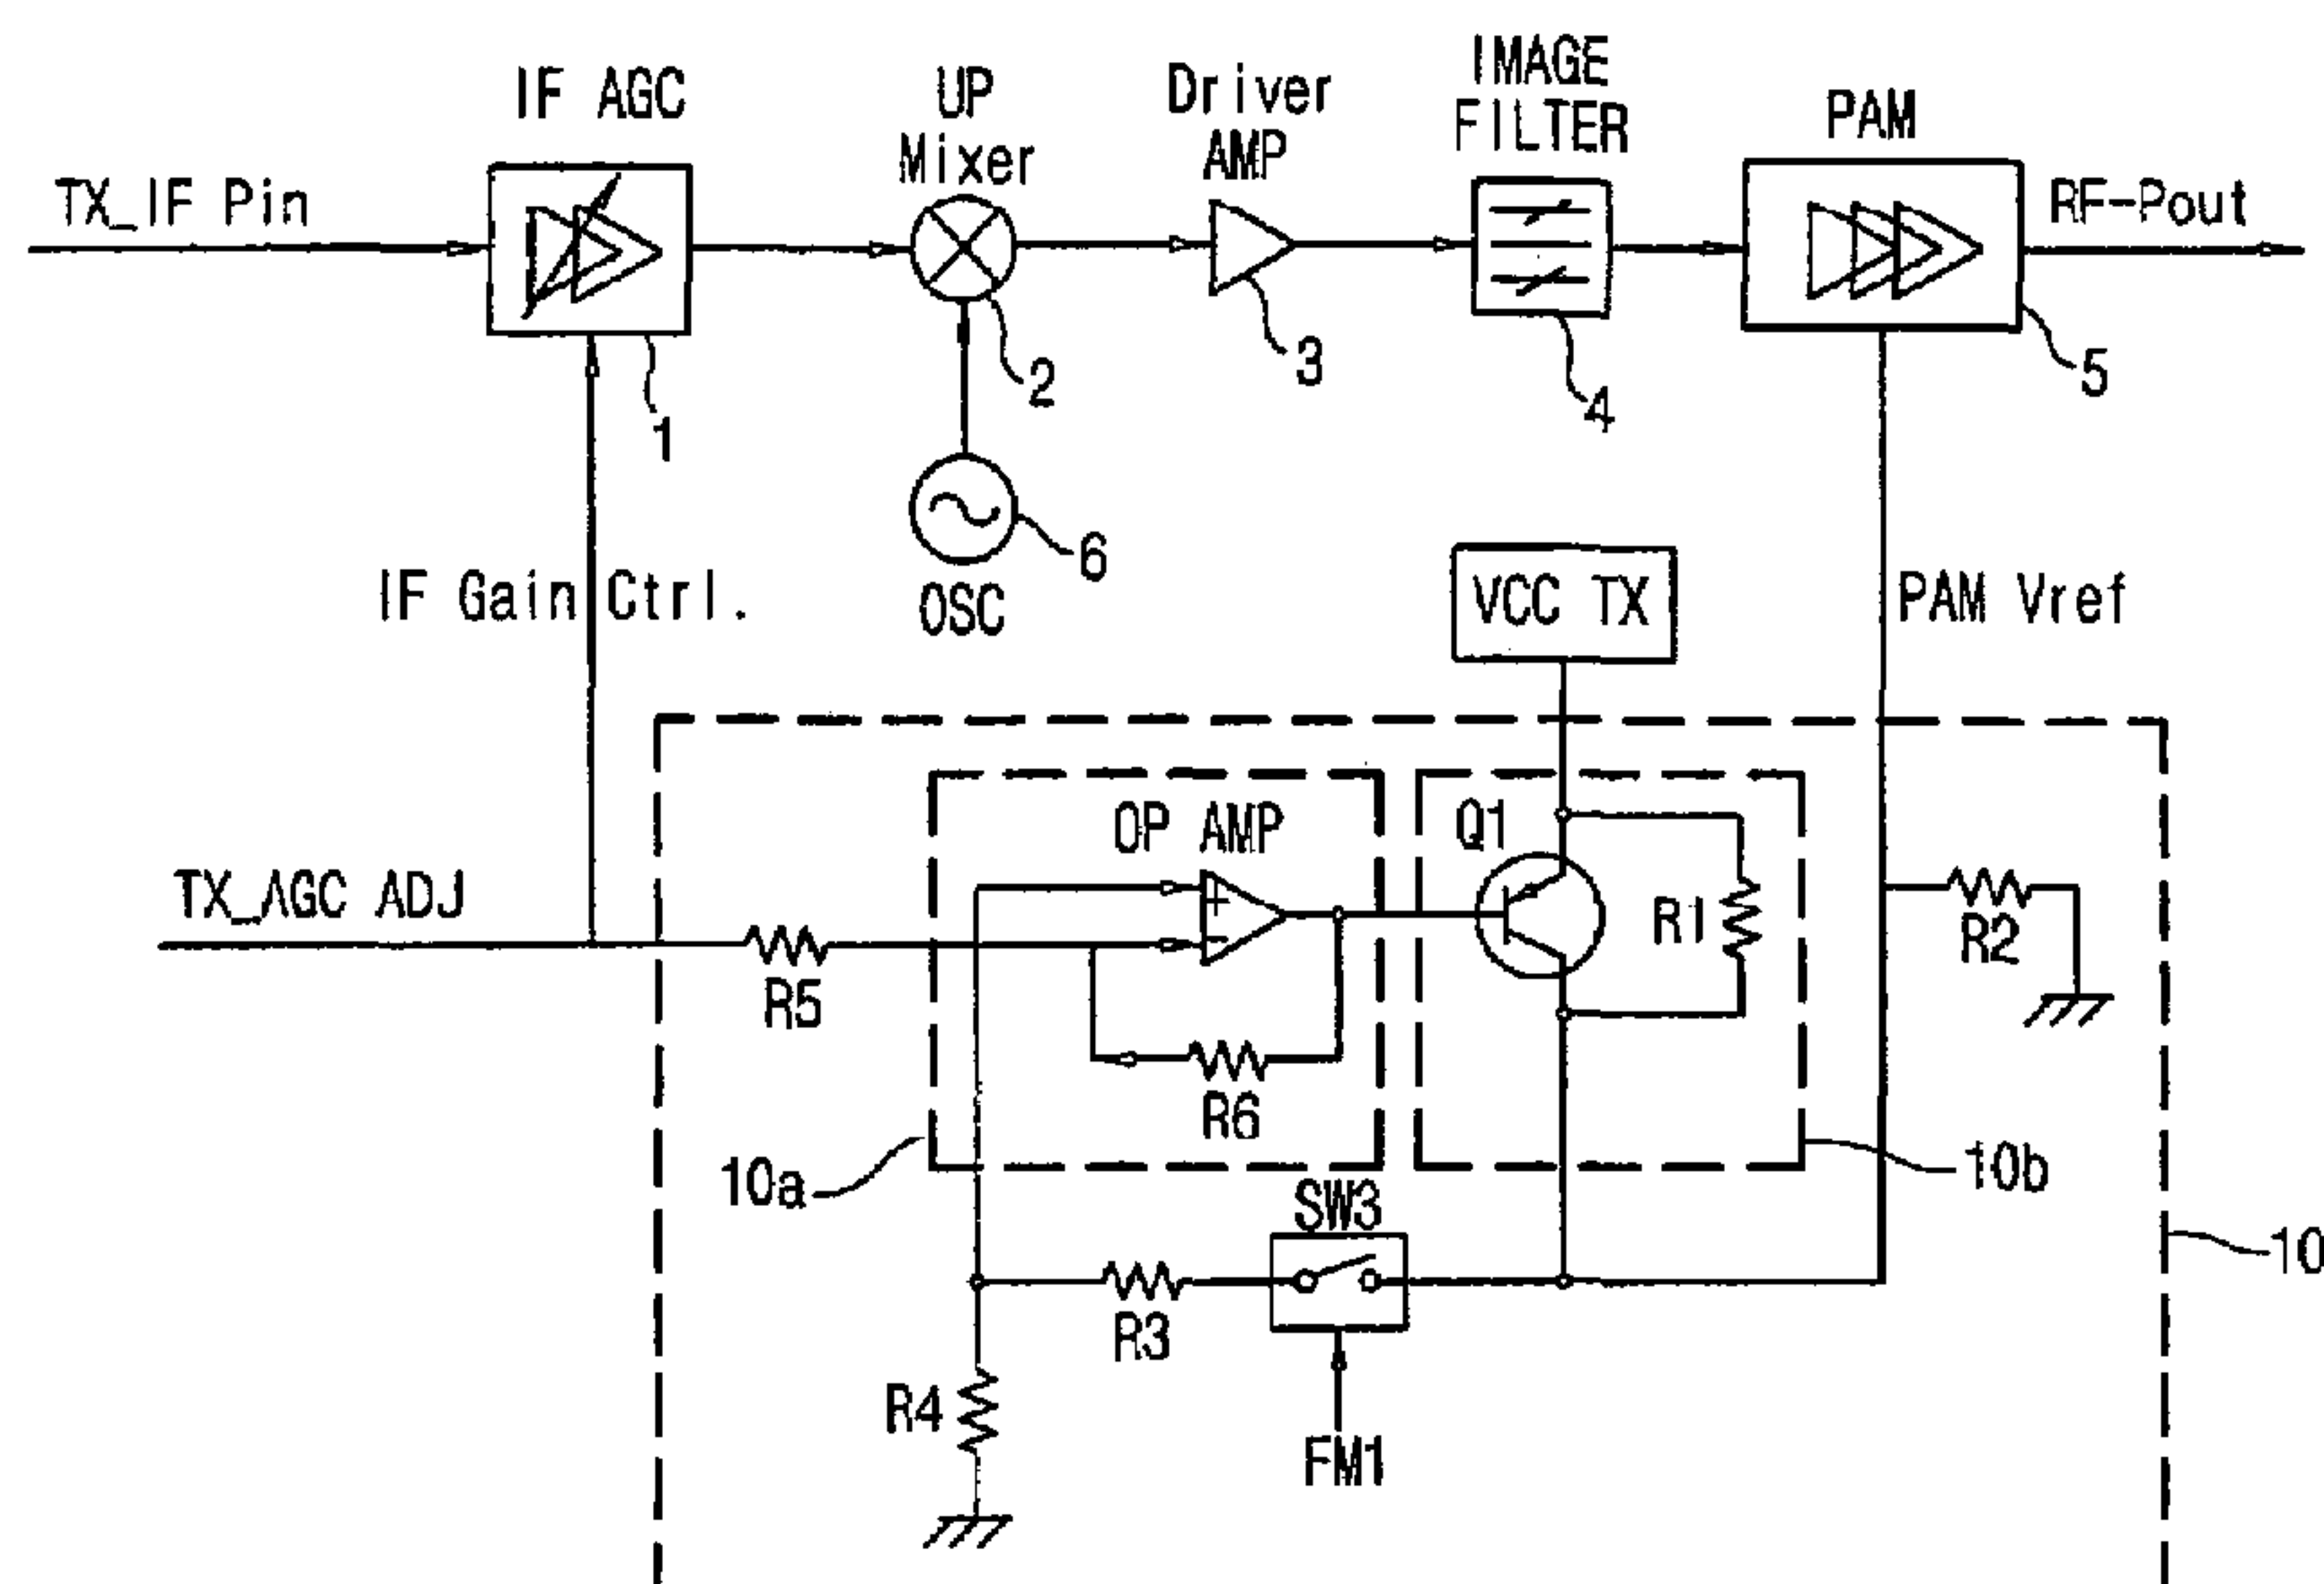 IF AGC
UP
Mixer
Driver
AMP
IMAGE
FILTER
PAM
TX_IF Pin
RF-Pout
1
2
3
4
5
6
OSC
IF Gain Ctrl.
VCC TX
PAM Vref
OP AMP
Q1
+
−
TX_AGC ADJ
R1
R2
R5
R6
10a
10b
SW3
10
R3
R4
FM1